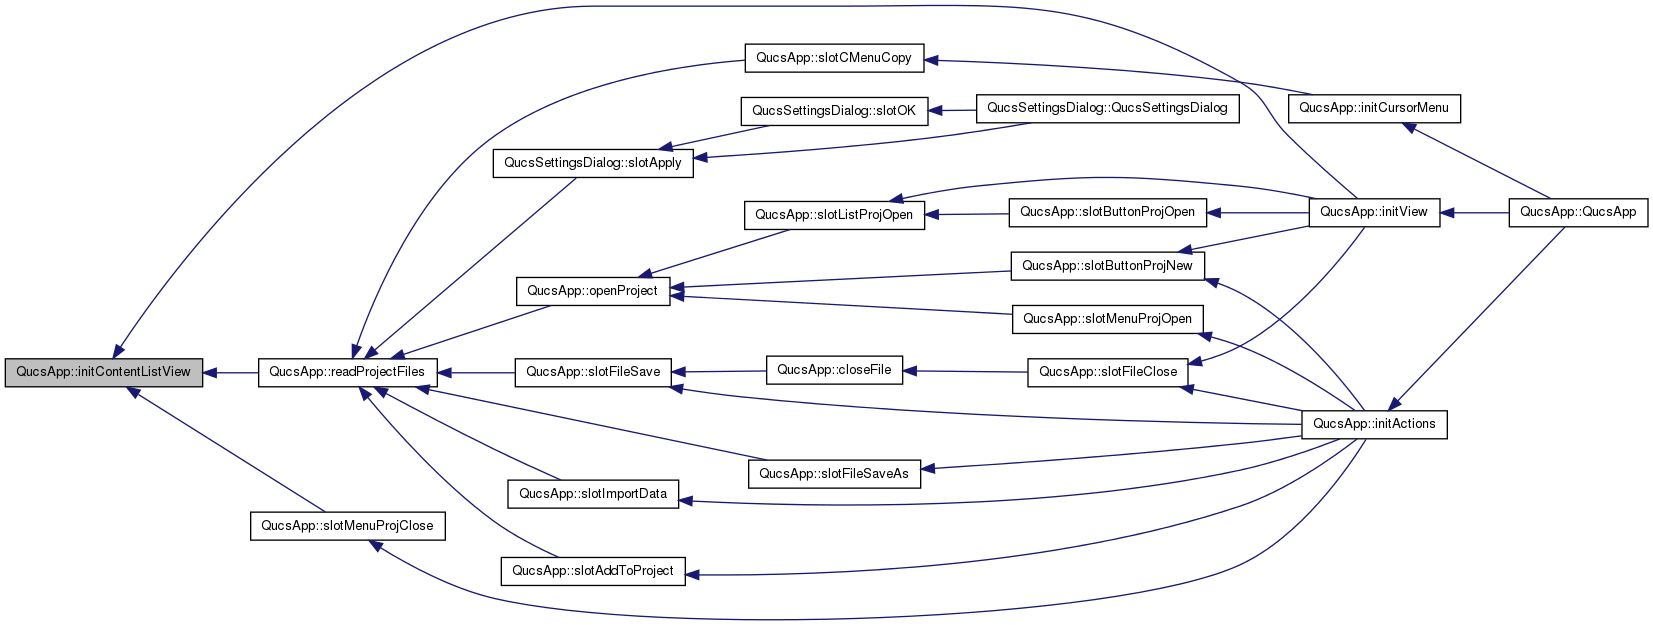 QucsApp::initContentListView
QucsApp::readProjectFiles
QucsApp::slotMenuProjClose
QucsApp::slotCMenuCopy
QucsSettingsDialog::slotApply
QucsSettingsDialog::slotOK
QucsSettingsDialog::QucsSettingsDialog
QucsApp::initCursorMenu
QucsApp::openProject
QucsApp::slotListProjOpen
QucsApp::slotButtonProjOpen
QucsApp::initView
QucsApp::QucsApp
QucsApp::slotButtonProjNew
QucsApp::slotMenuProjOpen
QucsApp::slotFileSave
QucsApp::closeFile
QucsApp::slotFileClose
QucsApp::initActions
QucsApp::slotFileSaveAs
QucsApp::slotImportData
QucsApp::slotAddToProject